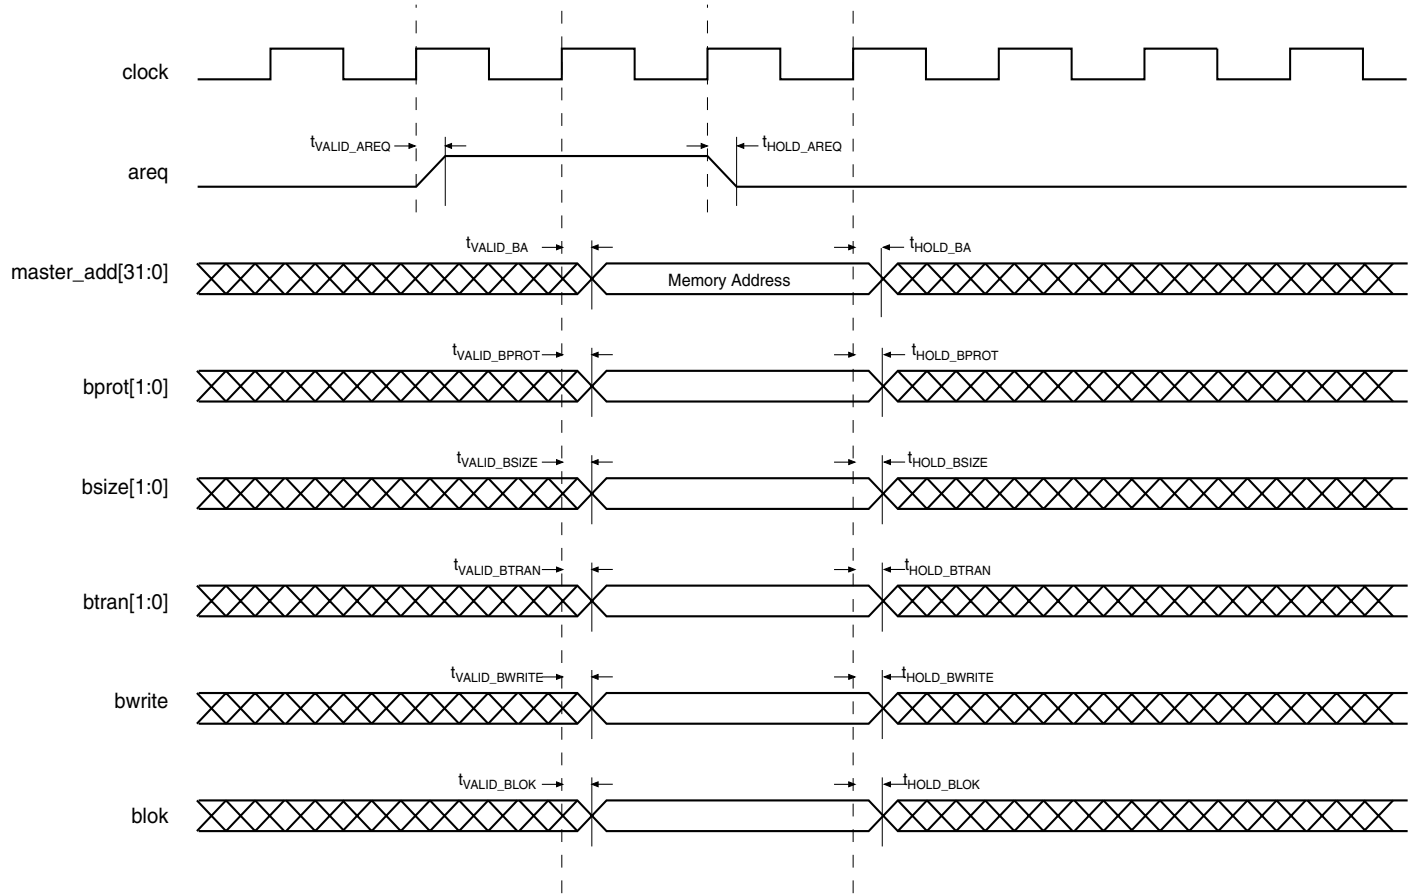 clock
tVALID_AREQ tHOLD_AREQ
areq
tVALID_BA tHOLD_BA
master_add[31:0] Memory Address
tVALID_BPROT tHOLD_BPROT
bprot[1:0]
tVALID_BSIZE tHOLD_BSIZE
bsize[1:0]
tVALID_BTRAN tHOLD_BTRAN
btran[1:0]
tVALID_BWRITE tHOLD_BWRITE
bwrite
tVALID_BLOK tHOLD_BLOK
blok